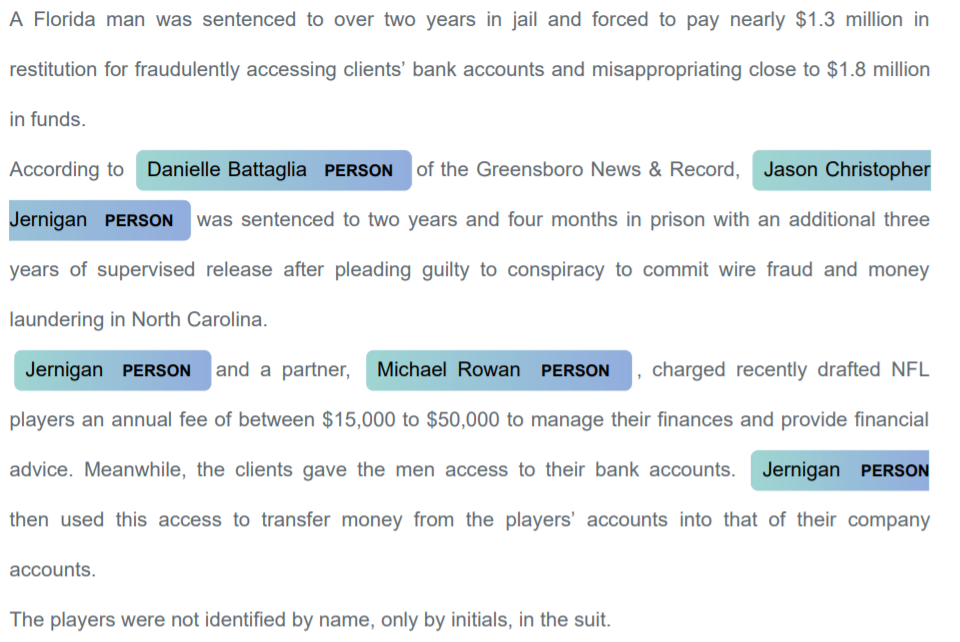 A Florida man was sentenced to over two years in jail and forced to pay nearly $1.3 million in
restitution for fraudulently accessing clients’ bank accounts and misappropriating close to $1.8 million
in funds.
According to Danielle Battaglia PERSON of the Greensboro News & Record, Jason Christopher
Jernigan PERSON was sentenced to two years and four months in prison with an additional three
years of supervised release after pleading guilty to conspiracy to commit wire fraud and money
laundering in North Carolina.
Jernigan PERSON and a partner, Michael Rowan PERSON , charged recently drafted NFL
players an annual fee of between $15,000 to $50,000 to manage their finances and provide financial
advice. Meanwhile, the clients gave the men access to their bank accounts. Jernigan PERSON
then used this access to transfer money from the players’ accounts into that of their company
accounts.
The players were not identified by name, only by initials, in the suit.